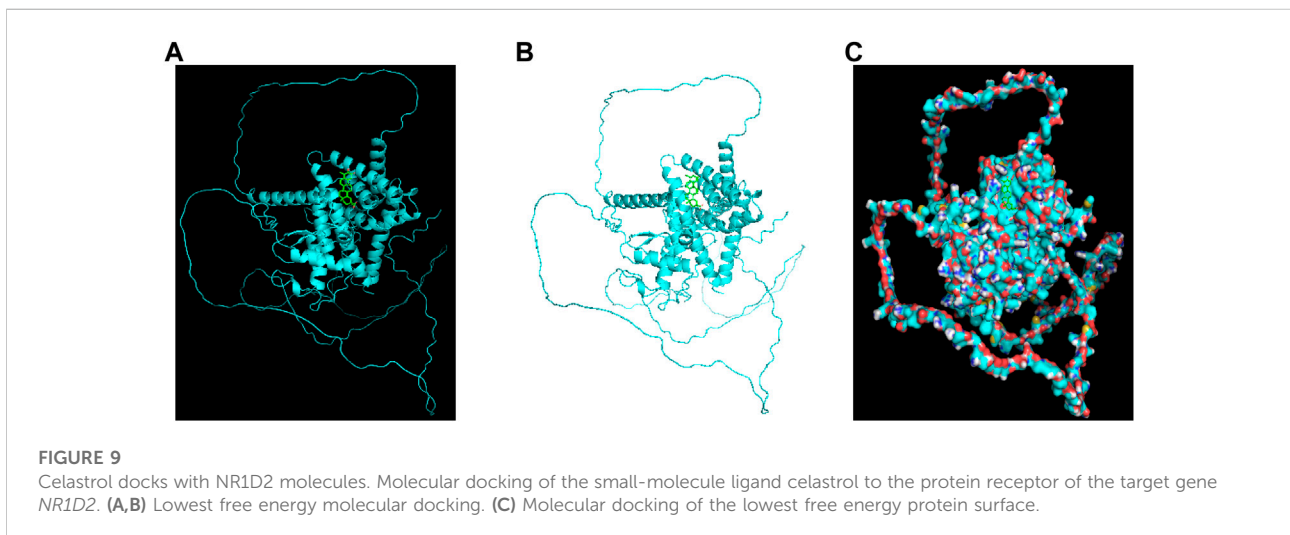 A
B
C
FIGURE 9
Celastrol docks with NR1D2 molecules. Molecular docking of the small-molecule ligand celastrol to the protein receptor of the target gene
NR1D2. (A,B) Lowest free energy molecular docking. (C) Molecular docking of the lowest free energy protein surface.